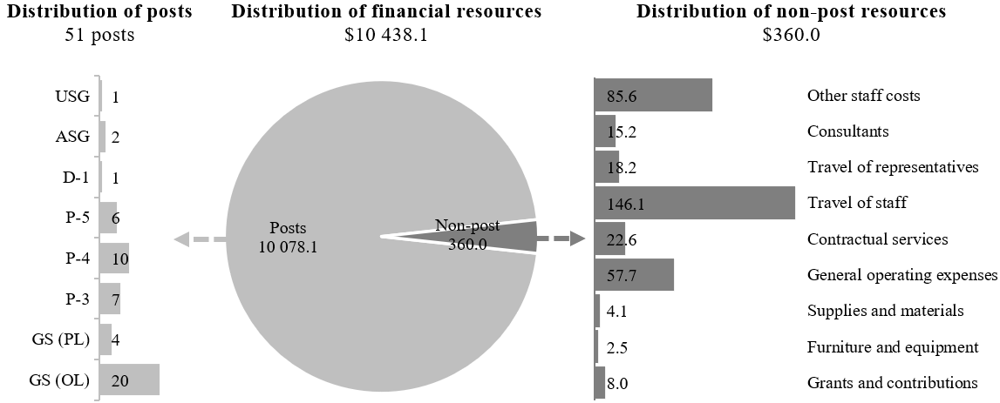 Distribution of posts
51 posts
USG 1
ASG 2
D-1 1
P-5 6
P-4 10
P-3 7
GS (PL) 4
GS (OL) 20
Distribution of financial resources
$10 438.1
Posts
10 078.1
Non-post
360.0
Distribution of non-post resources
$360.0
85.6 Other staff costs
15.2 Consultants
18.2 Travel of representatives
146.1 Travel of staff
22.6 Contractual services
57.7 General operating expenses
4.1 Supplies and materials
2.5 Furniture and equipment
8.0 Grants and contributions